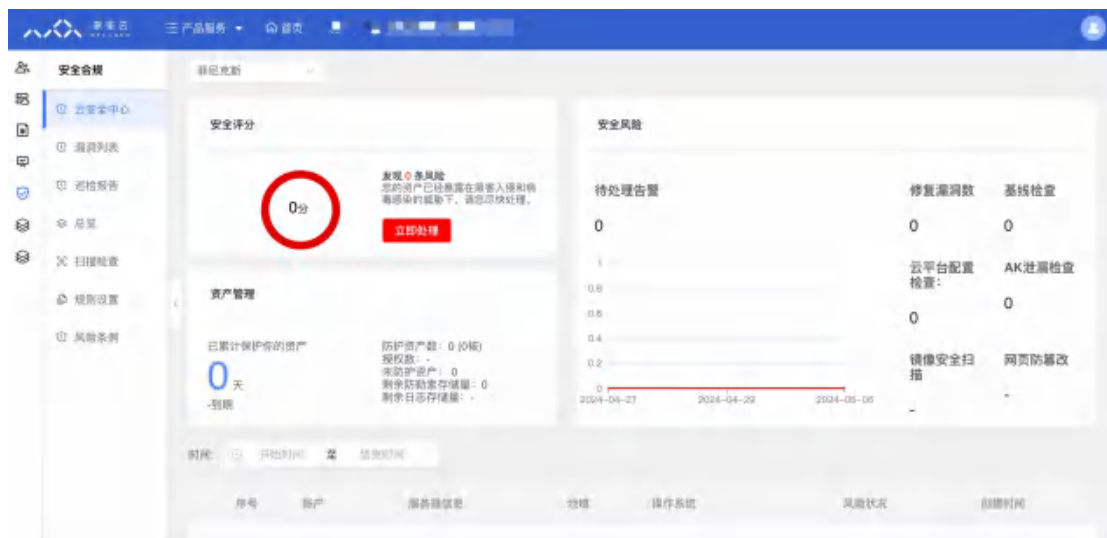 产品服务
首页
安全合规
菲尼克斯
云安全中心
漏洞列表
巡检报告
总览
扫描检查
规则设置
风险条例
安全评分
0分
发现 0 条风险
您的资产已经暴露在黑客入侵和病
毒感染的威胁下，请您尽快处理。
立即处理
安全风险
待处理告警
0
1
0.8
0.6
0.4
0.2
0
2024-04-27
2024-04-29
2024-05-06
修复漏洞数
基线检查
0
0
云平台配置
检查：
AK泄漏检查
0
0
镜像安全扫
描
网页防篡改
-
-
资产管理
已累计保护你的资产
0 天
-到期
防护资产数：0 (0核)
授权数：-
未防护资产： 0
剩余防勒索存储量：0
剩余日志存储量：-
时间:
开始时间
至
结束时间
序号
资产
服务器信息
地域
操作系统
风险状况
创建时间